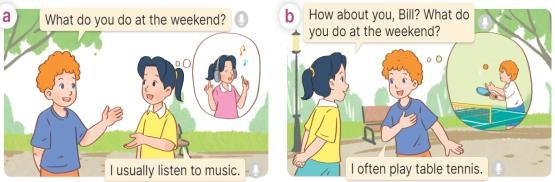 a
What do you do at the weekend?
I usually listen to music.
b
How about you, Bill? What do
you do at the weekend?
I often play table tennis.